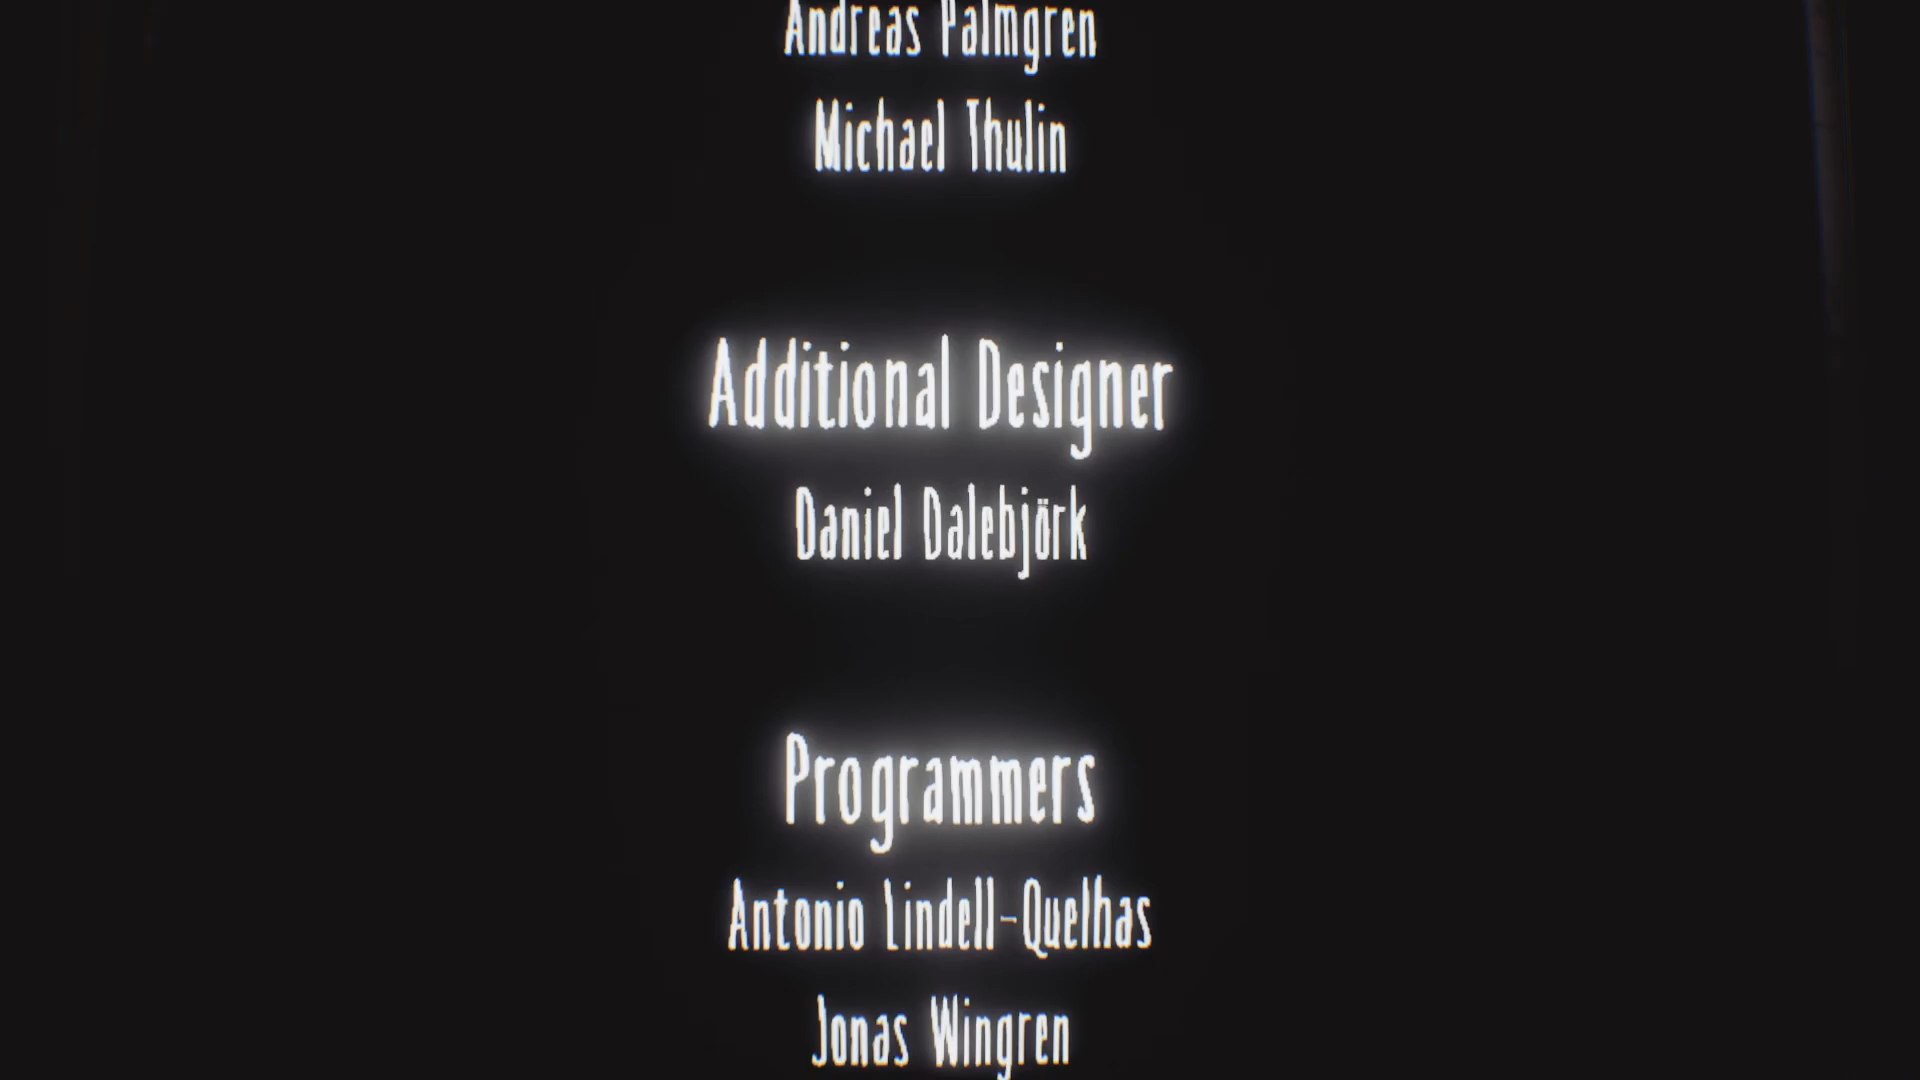 Andreas Palmgren
Michael Thulin
Additional Designer
Daniel Dalebjörk
Programmers
Antonio Lindell-Quelhas
Jonas Wingren